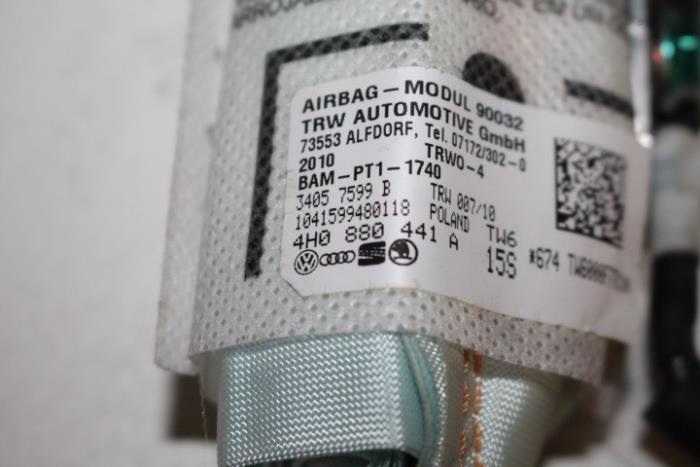 AIRBAG – MODUL 90032
TRW AUTOMOTIVE GmbH
73553 ALFDORF, Tel. 07172/302-0
2010 TRWO-4
BAM-PT1-1740
3405 7599 B TRW 007/10
1041599480118 POLAND TW6
4H0 880 441 A 15S *674